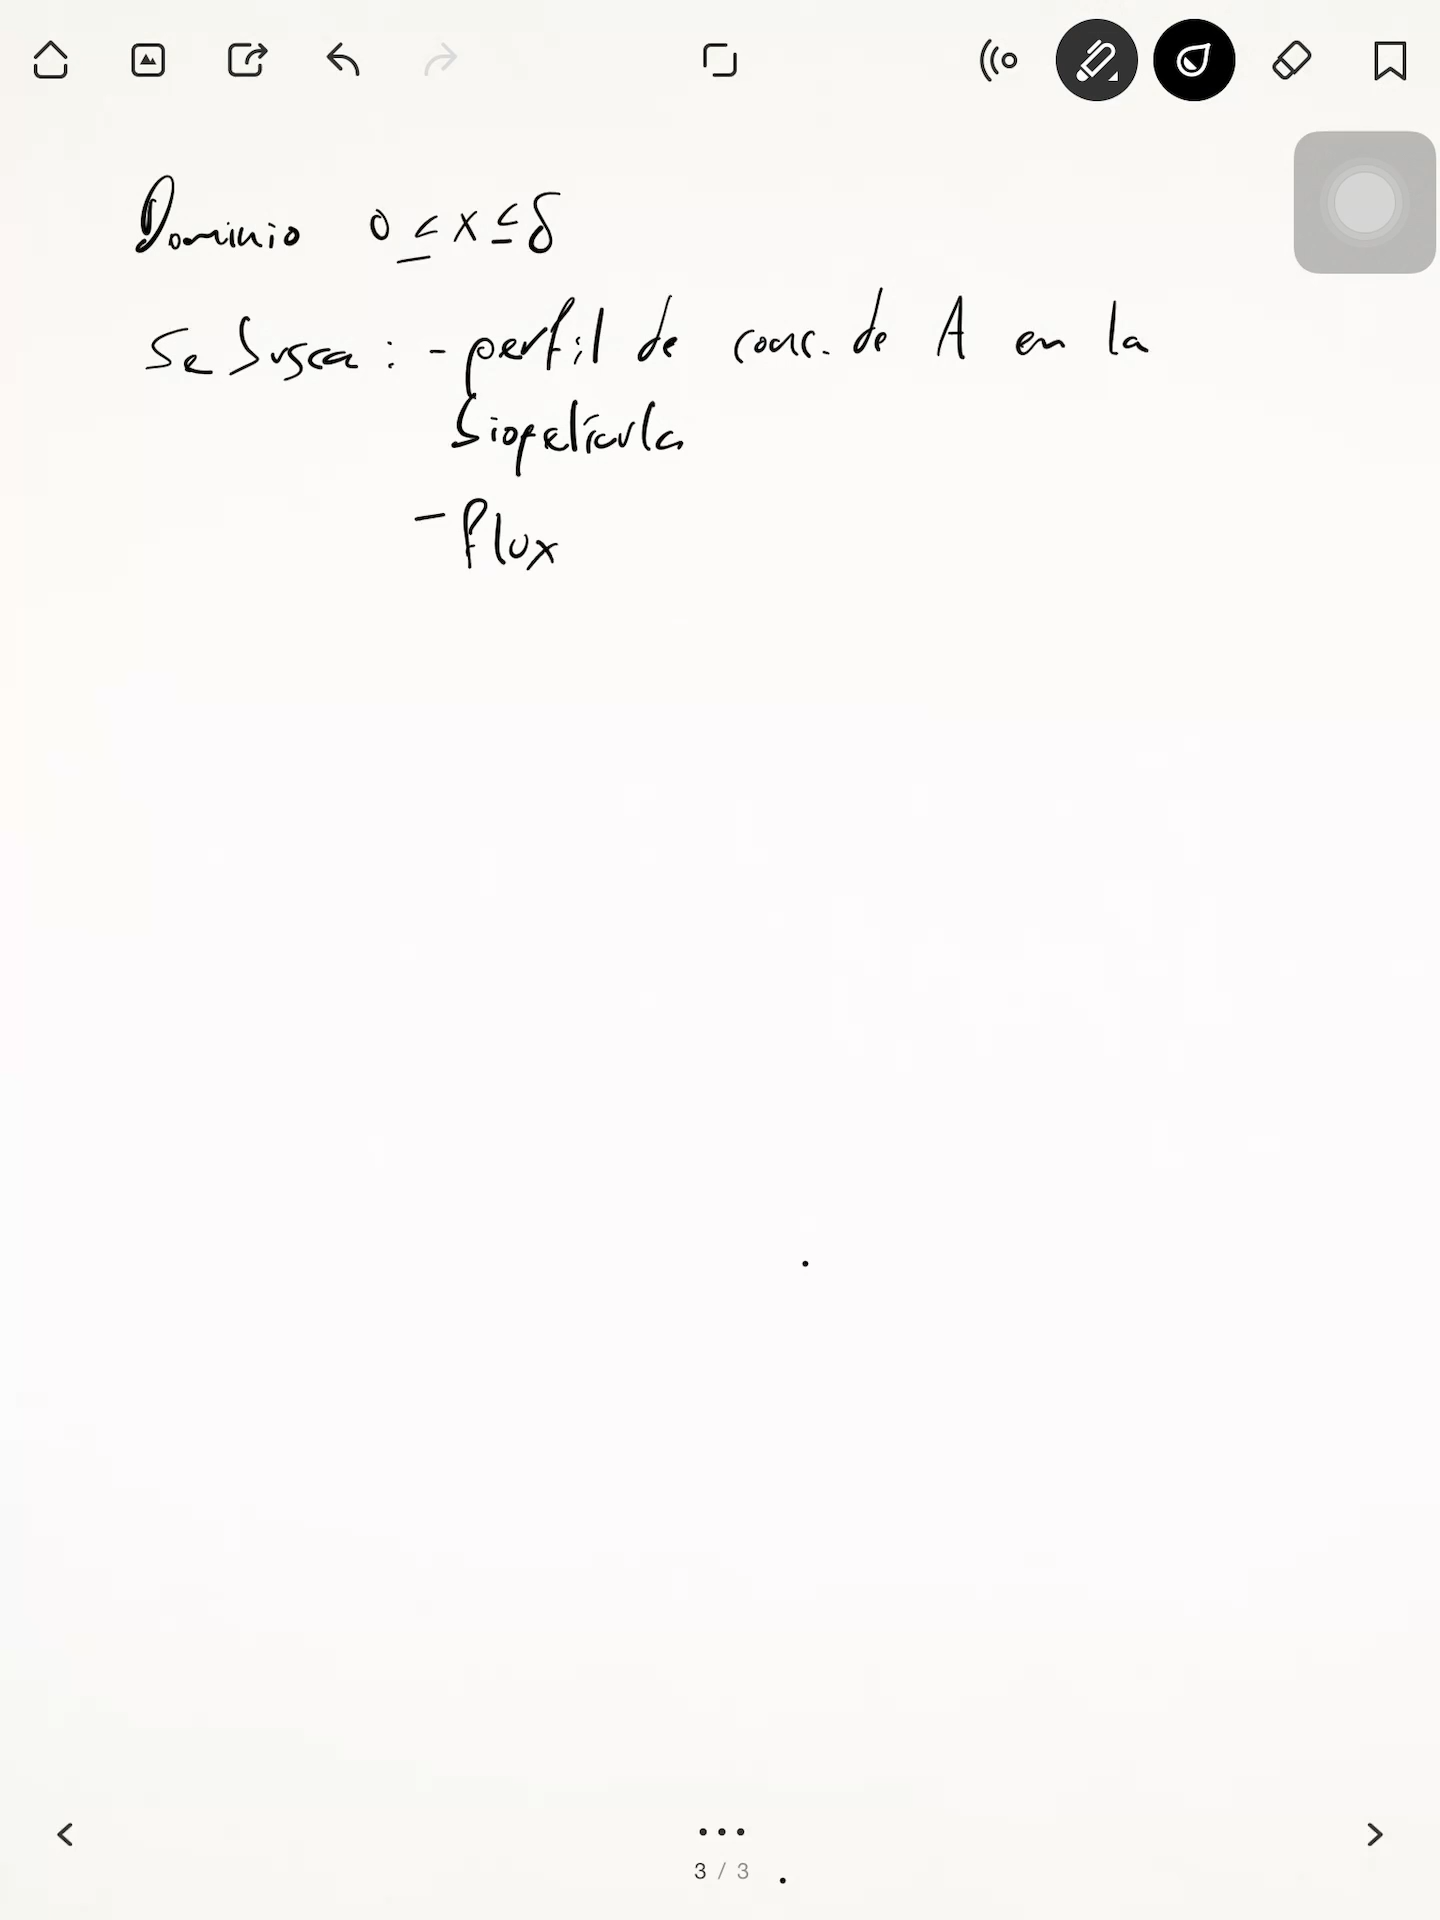 Dominio 0 ≤ x ≤ δ
Se busca : - perfil de conc. de A en la
biopelícula
- Flux
3 / 3